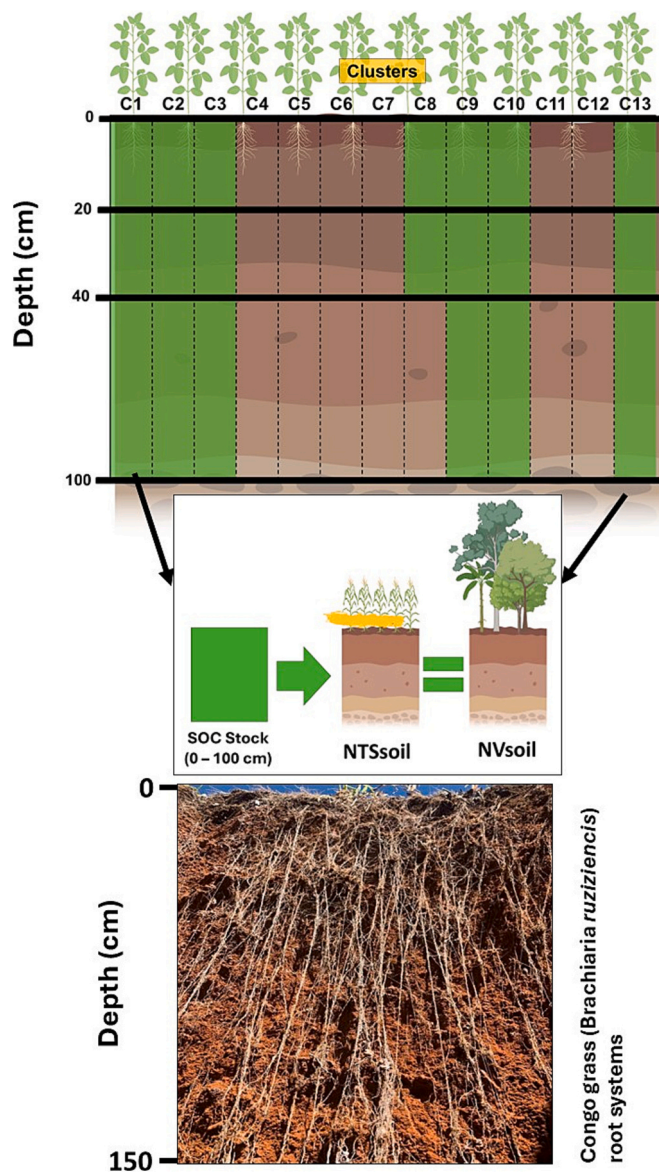 Clusters
C1 C2 C3 C4 C5 C6 C7 C8 C9 C10 C11 C12 C13
0
20
40
100
Depth (cm)
SOC Stock
(0 – 100 cm)
NTSsoil
NVsoil
0
150
Depth (cm)
Congo grass (Brachiaria ruziziencis)
root systems